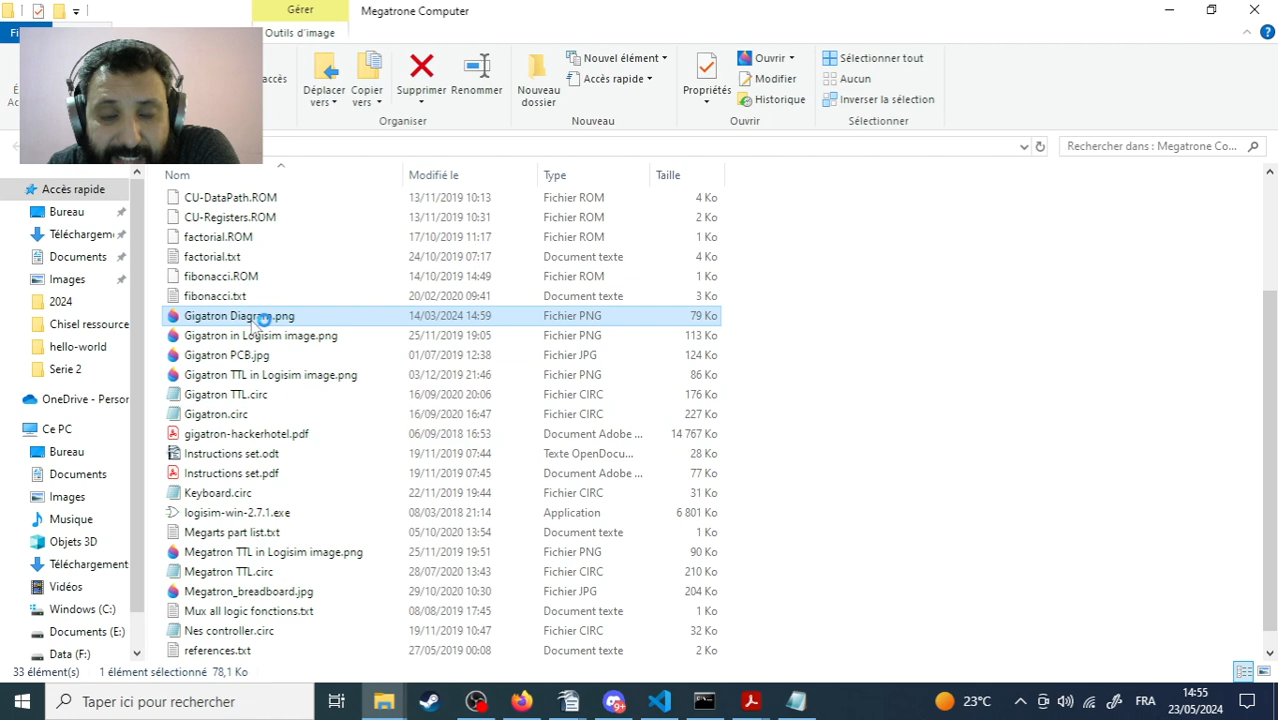 Gérer
Megatrone Computer
Outils d'image
accès
Déplacer vers
Copier vers
Supprimer
Renommer
Nouveau dossier
Nouvel élément
Accès rapide
Propriétés
Ouvrir
Modifier
Historique
Sélectionner tout
Aucun
Inverser la sélection
Organiser
Nouveau
Ouvrir
Sélectionner
Rechercher dans : Megatrone Co...
Nom Modifié le Type Taille
Accès rapide
Bureau
Téléchargem
Documents
Images
2024
Chisel ressource
hello-world
Serie 2
OneDrive - Persor
Ce PC
Bureau
Documents
Images
Musique
Objets 3D
Téléchargement
Vidéos
Windows (C:)
Documents (E:)
Data (F:)
CU-DataPath.ROM 13/11/2019 10:13 Fichier ROM 4 Ko
CU-Registers.ROM 13/11/2019 10:31 Fichier ROM 2 Ko
factorial.ROM 17/10/2019 11:17 Fichier ROM 1 Ko
factorial.txt 24/10/2019 07:17 Document texte 4 Ko
fibonacci.ROM 14/10/2019 14:49 Fichier ROM 1 Ko
fibonacci.txt 20/02/2020 09:41 Document texte 3 Ko
Gigatron Diagram.png 14/03/2024 14:59 Fichier PNG 79 Ko
Gigatron in Logisim image.png 25/11/2019 19:05 Fichier PNG 113 Ko
Gigatron PCB.jpg 01/07/2019 12:38 Fichier JPG 124 Ko
Gigatron TTL in Logisim image.png 03/12/2019 21:46 Fichier PNG 86 Ko
Gigatron TTL.circ 16/09/2020 20:06 Fichier CIRC 176 Ko
Gigatron.circ 16/09/2020 16:47 Fichier CIRC 227 Ko
gigatron-hackerhotel.pdf 06/09/2018 16:53 Document Adobe ... 14 767 Ko
Instructions set.odt 19/11/2019 07:44 Texte OpenDocu... 28 Ko
Instructions set.pdf 19/11/2019 07:45 Document Adobe ... 77 Ko
Keyboard.circ 22/11/2019 19:44 Fichier CIRC 31 Ko
logisim-win-2.7.1.exe 08/03/2018 21:14 Application 6 801 Ko
Megarts part list.txt 05/10/2020 13:54 Document texte 1 Ko
Megatron TTL in Logisim image.png 25/11/2019 19:51 Fichier PNG 90 Ko
Megatron TTL.circ 28/07/2020 13:43 Fichier CIRC 210 Ko
Megatron_breadboard.jpg 29/10/2020 10:30 Fichier JPG 204 Ko
Mux all logic fonctions.txt 08/08/2019 17:45 Document texte 1 Ko
Nes controller.circ 19/11/2019 10:47 Fichier CIRC 32 Ko
references.txt 27/05/2019 00:08 Document texte 2 Ko
33 élément(s) 1 élément sélectionné 78,1 Ko
Taper ici pour rechercher
9+
23°C
FRA
14:55
23/05/2024